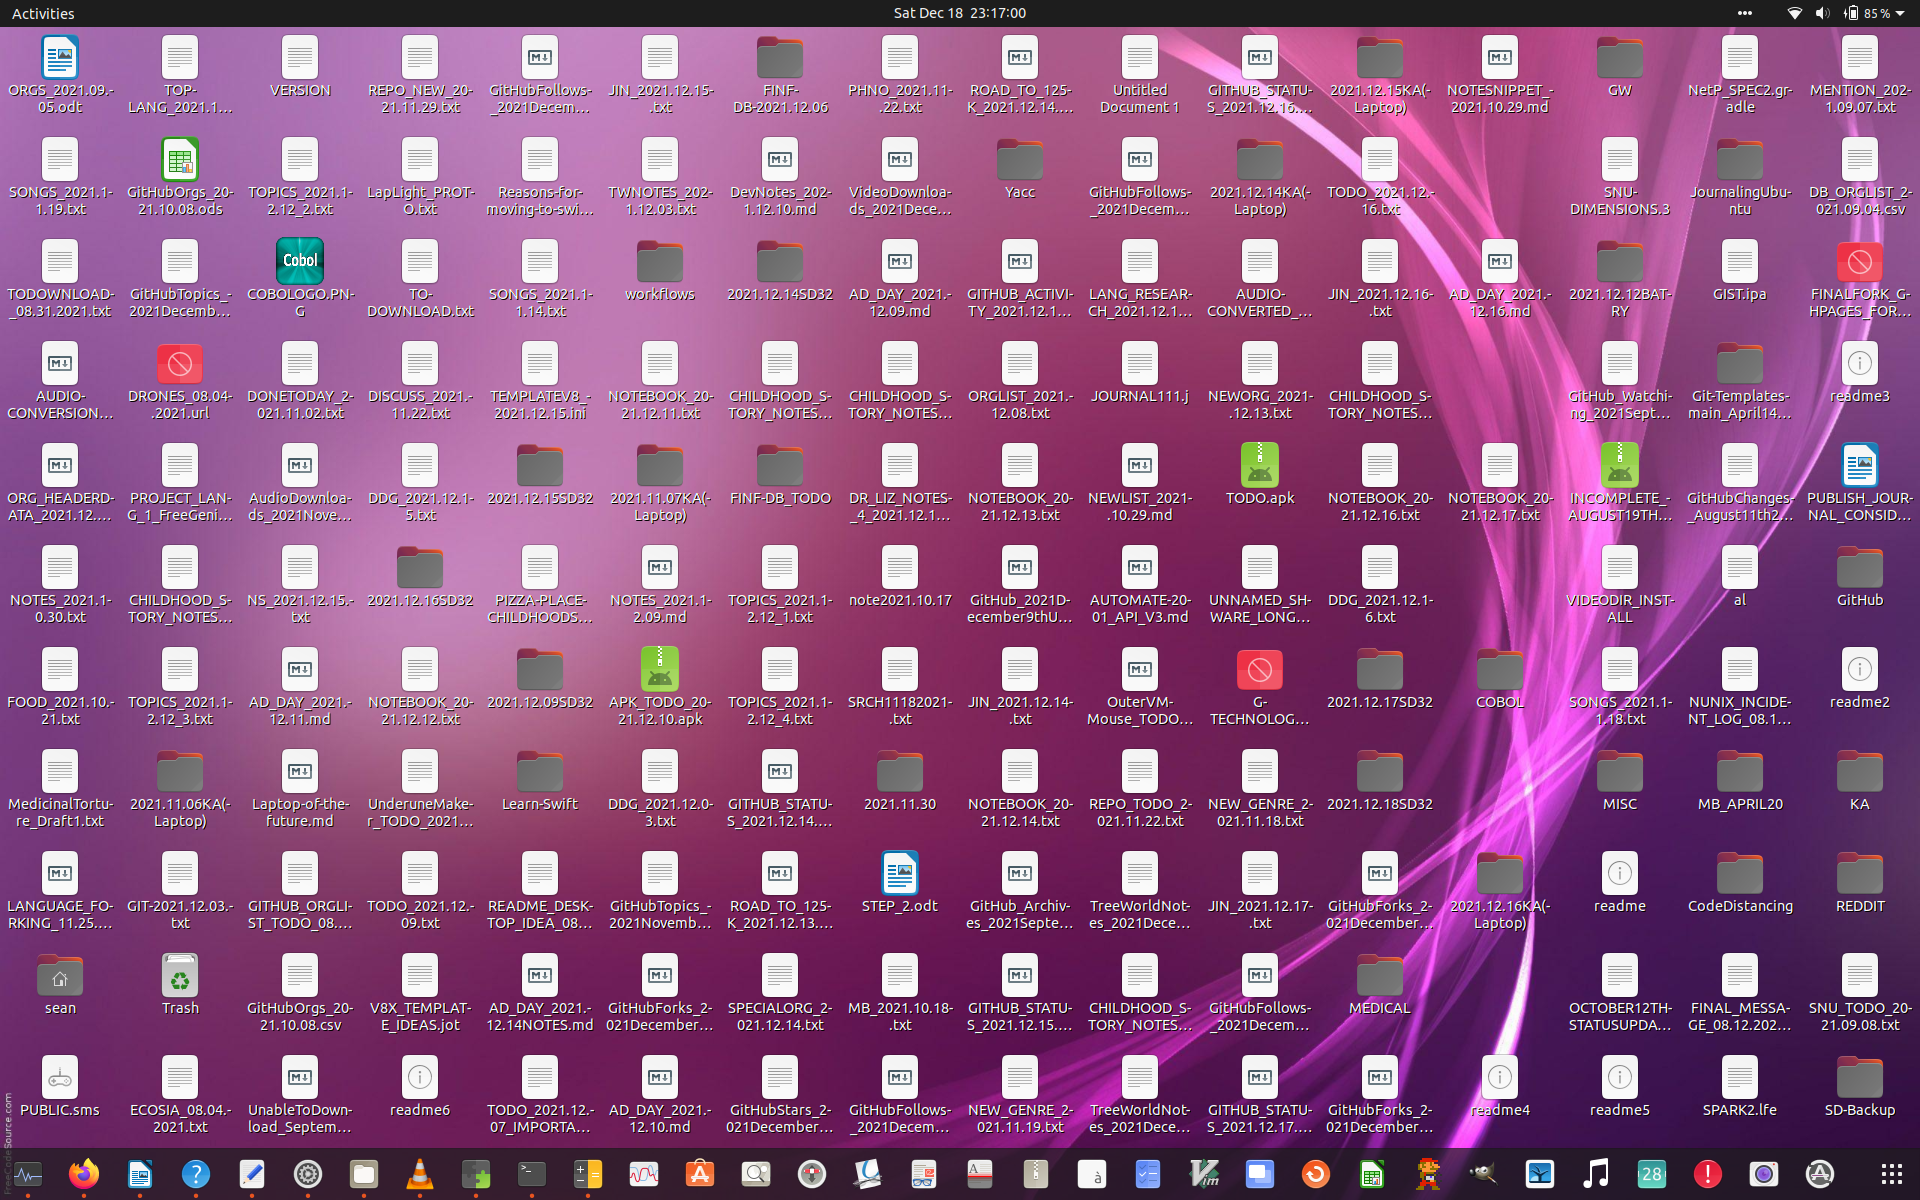 Activities
Sat Dec 18 23:17:00
85 %
ORGS_2021.09.-
05.odt
TOP-
LANG_2021.1...
VERSION
REPO_NEW_20-
21.11.29.txt
GitHubFollows-
_2021Decem...
JIN_2021.12.15-
.txt
FINF-
DB-2021.12.06
PHNO_2021.11-
.22.txt
ROAD_TO_125-
K_2021.12.14....
Untitled
Document 1
GITHUB_STATU-
S_2021.12.16....
2021.12.15KA(-
Laptop)
NOTESNIPPET_-
2021.10.29.md
GW
NetP_SPEC2.gr-
adle
MENTION_202-
1.09.07.txt
SONGS_2021.1-
1.19.txt
GitHubOrgs_20-
21.10.08.ods
TOPICS_2021.1-
2.12_2.txt
LapLight_PROT-
O.txt
Reasons-for-
moving-to-swi...
TWNOTES_202-
1.12.03.txt
DevNotes_202-
1.12.10.md
VideoDownloa-
ds_2021Dece...
Yacc
GitHubFollows-
_2021Decem...
2021.12.14KA(-
Laptop)
TODO_2021.12.-
16.txt
SNU-
DIMENSIONS.3
JournalingUbu-
ntu
DB_ORGLIST_2-
021.09.04.csv
TODOWNLOAD-
_08.31.2021.txt
GitHubTopics_-
2021Decemb...
Cobol
COBOLOGO.PN-
G
TO-
DOWNLOAD.txt
SONGS_2021.1-
1.14.txt
workflows
2021.12.14SD32
AD_DAY_2021.-
12.09.md
GITHUB_ACTIVI-
TY_2021.12.1...
LANG_RESEAR-
CH_2021.12.1...
AUDIO-
CONVERTED_...
JIN_2021.12.16-
.txt
AD_DAY_2021.-
12.16.md
2021.12.12BAT-
RY
GIST.ipa
FINALFORK_G-
HPAGES_FOR...
AUDIO-
CONVERSION...
DRONES_08.04-
.2021.url
DONETODAY_2-
021.11.02.txt
DISCUSS_2021.-
11.22.txt
TEMPLATEV8_-
2021.12.15.ini
NOTEBOOK_20-
21.12.11.txt
CHILDHOOD_S-
TORY_NOTES...
CHILDHOOD_S-
TORY_NOTES...
ORGLIST_2021.-
12.08.txt
JOURNAL111.j
NEWORG_2021-
.12.13.txt
CHILDHOOD_S-
TORY_NOTES...
GitHub_Watchi-
ng_2021Sept...
Git-Templates-
main_April14...
readme3
ORG_HEADERD-
ATA_2021.12....
PROJECT_LAN-
G_1_FreeGeni...
AudioDownloa-
ds_2021Nove...
DDG_2021.12.1-
5.txt
2021.12.15SD32
2021.11.07KA(-
Laptop)
FINF-DB_TODO
DR_LIZ_NOTES-
_4_2021.12.1...
NOTEBOOK_20-
21.12.13.txt
NEWLIST_2021-
.10.29.md
TODO.apk
NOTEBOOK_20-
21.12.16.txt
NOTEBOOK_20-
21.12.17.txt
INCOMPLETE_-
AUGUST19TH...
GitHubChanges-
_August11th2...
PUBLISH_JOUR-
NAL_CONSID...
NOTES_2021.1-
0.30.txt
CHILDHOOD_S-
TORY_NOTES...
NS_2021.12.15.-
txt
2021.12.16SD32
PIZZA-PLACE-
CHILDHOODS...
NOTES_2021.1-
2.09.md
TOPICS_2021.1-
2.12_1.txt
note2021.10.17
GitHub_2021D-
ecember9thU...
AUTOMATE-20-
01_API_V3.md
UNNAMED_SH-
WARE_LONG...
DDG_2021.12.1-
6.txt
VIDEODIR_INST-
ALL
al
GitHub
FOOD_2021.10.-
21.txt
TOPICS_2021.1-
2.12_3.txt
AD_DAY_2021.-
12.11.md
NOTEBOOK_20-
21.12.12.txt
2021.12.09SD32
APK_TODO_20-
21.12.10.apk
TOPICS_2021.1-
2.12_4.txt
SRCH11182021-
.txt
JIN_2021.12.14-
.txt
OuterVM-
Mouse_TODO...
G-
TECHNOLOG...
2021.12.17SD32
COBOL
SONGS_2021.1-
1.18.txt
NUNIX_INCIDE-
NT_LOG_08.1...
readme2
MedicinalTortu-
re_Draft1.txt
2021.11.06KA(-
Laptop)
Laptop-of-the-
future.md
UnderuneMake-
r_TODO_2021...
Learn-Swift
DDG_2021.12.0-
3.txt
GITHUB_STATU-
S_2021.12.14....
2021.11.30
NOTEBOOK_20-
21.12.14.txt
REPO_TODO_2-
021.11.22.txt
NEW_GENRE_2-
021.11.18.txt
2021.12.18SD32
MISC
MB_APRIL20
KA
LANGUAGE_FO-
RKING_11.25....
GIT-2021.12.03.-
txt
GITHUB_ORGLI-
ST_TODO_08....
TODO_2021.12.-
09.txt
README_DESK-
TOP_IDEA_08...
GitHubTopics_-
2021Novemb...
ROAD_TO_125-
K_2021.12.13....
STEP_2.odt
GitHub_Archiv-
es_2021Septe...
TreeWorldNot-
es_2021Dece...
JIN_2021.12.17-
.txt
GitHubForks_2-
021December...
2021.12.16KA(-
Laptop)
readme
CodeDistancing
REDDIT
sean
Trash
GitHubOrgs_20-
21.10.08.csv
V8X_TEMPLAT-
E_IDEAS.jot
AD_DAY_2021.-
12.14NOTES.md
GitHubForks_2-
021December...
SPECIALORG_2-
021.12.14.txt
MB_2021.10.18-
.txt
GITHUB_STATU-
S_2021.12.15....
CHILDHOOD_S-
TORY_NOTES...
GitHubFollows-
_2021Decem...
MEDICAL
OCTOBER12TH-
STATUSUPDA...
FINAL_MESSA-
GE_08.12.202...
SNU_TODO_20-
21.09.08.txt
PUBLIC.sms
ECOSIA_08.04.-
2021.txt
UnableToDown-
load_Septem...
readme6
TODO_2021.12.-
07_IMPORTA...
AD_DAY_2021.-
12.10.md
GitHubStars_2-
021December...
GitHubFollows-
_2021Decem...
NEW_GENRE_2-
021.11.19.txt
TreeWorldNot-
es_2021Dece...
GITHUB_STATU-
S_2021.12.17....
GitHubForks_2-
021December...
readme4
readme5
SPARK2.lfe
SD-Backup
FreeCodeSource.com
28